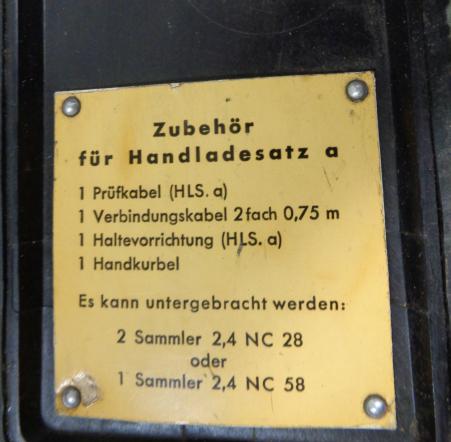 Zubehör
für Handladesatz a
1 Prüfkabel (HLS. a)
1 Verbindungskabel 2fach 0,75 m
1 Haltevorrichtung (HLS. a)
1 Handkurbel
Es kann untergebracht werden:
2 Sammler 2,4 NC 28
oder
1 Sammler 2,4 NC 58